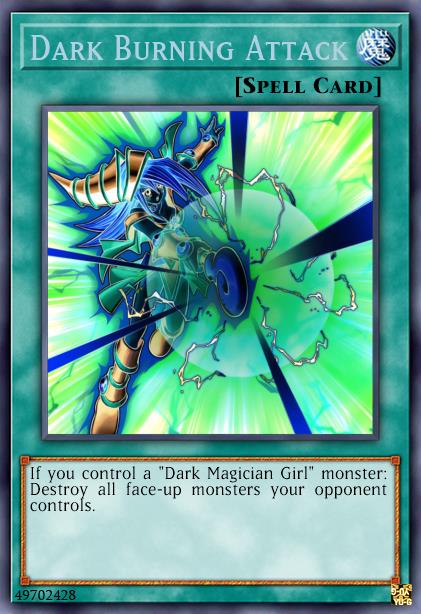 DARK BURNING ATTACK
魔
[SPELL CARD]
If you control a "Dark Magician Girl" monster:
Destroy all face-up monsters your opponent
controls.
49702428